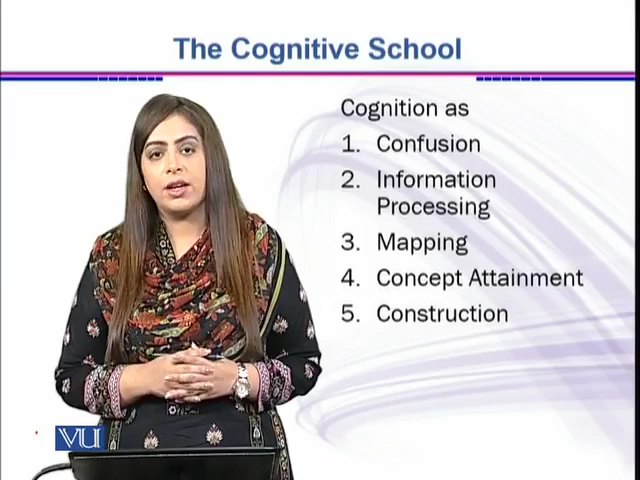 The Cognitive School
Cognition as
1. Confusion
2. Information
Processing
3. Mapping
4. Concept Attainment
5. Construction
VU